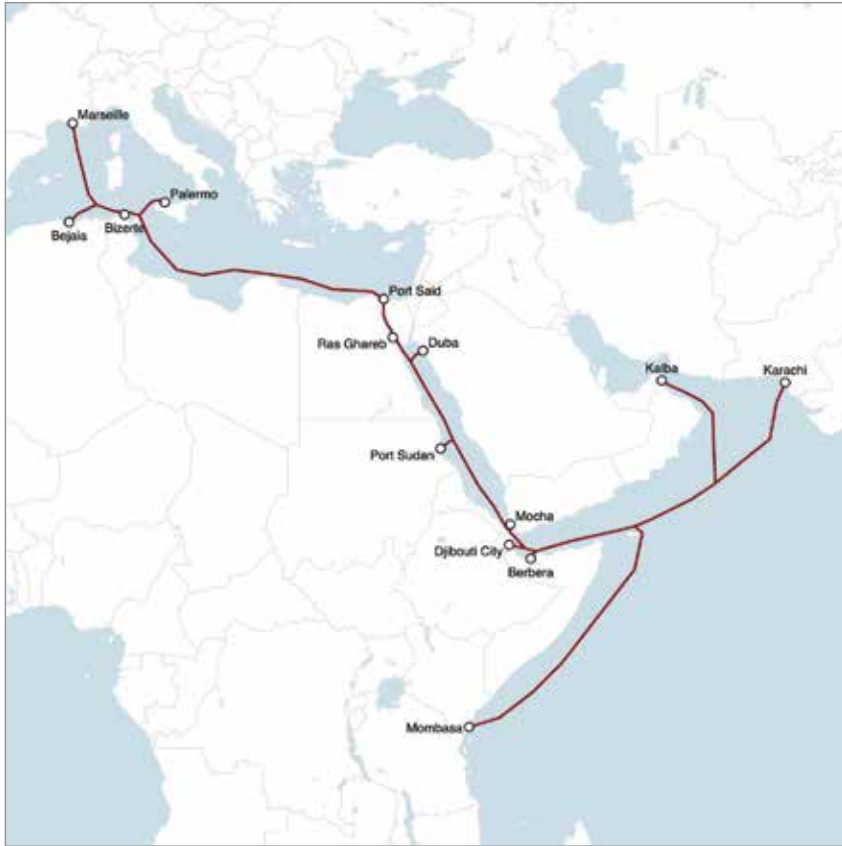 Marseille
Palermo
Bizerte
Bejaia
Port Said
Ras Ghareb
Duba
Kalba
Karachi
Port Sudan
Mocha
Djibouti City
Berbera
Mombasa